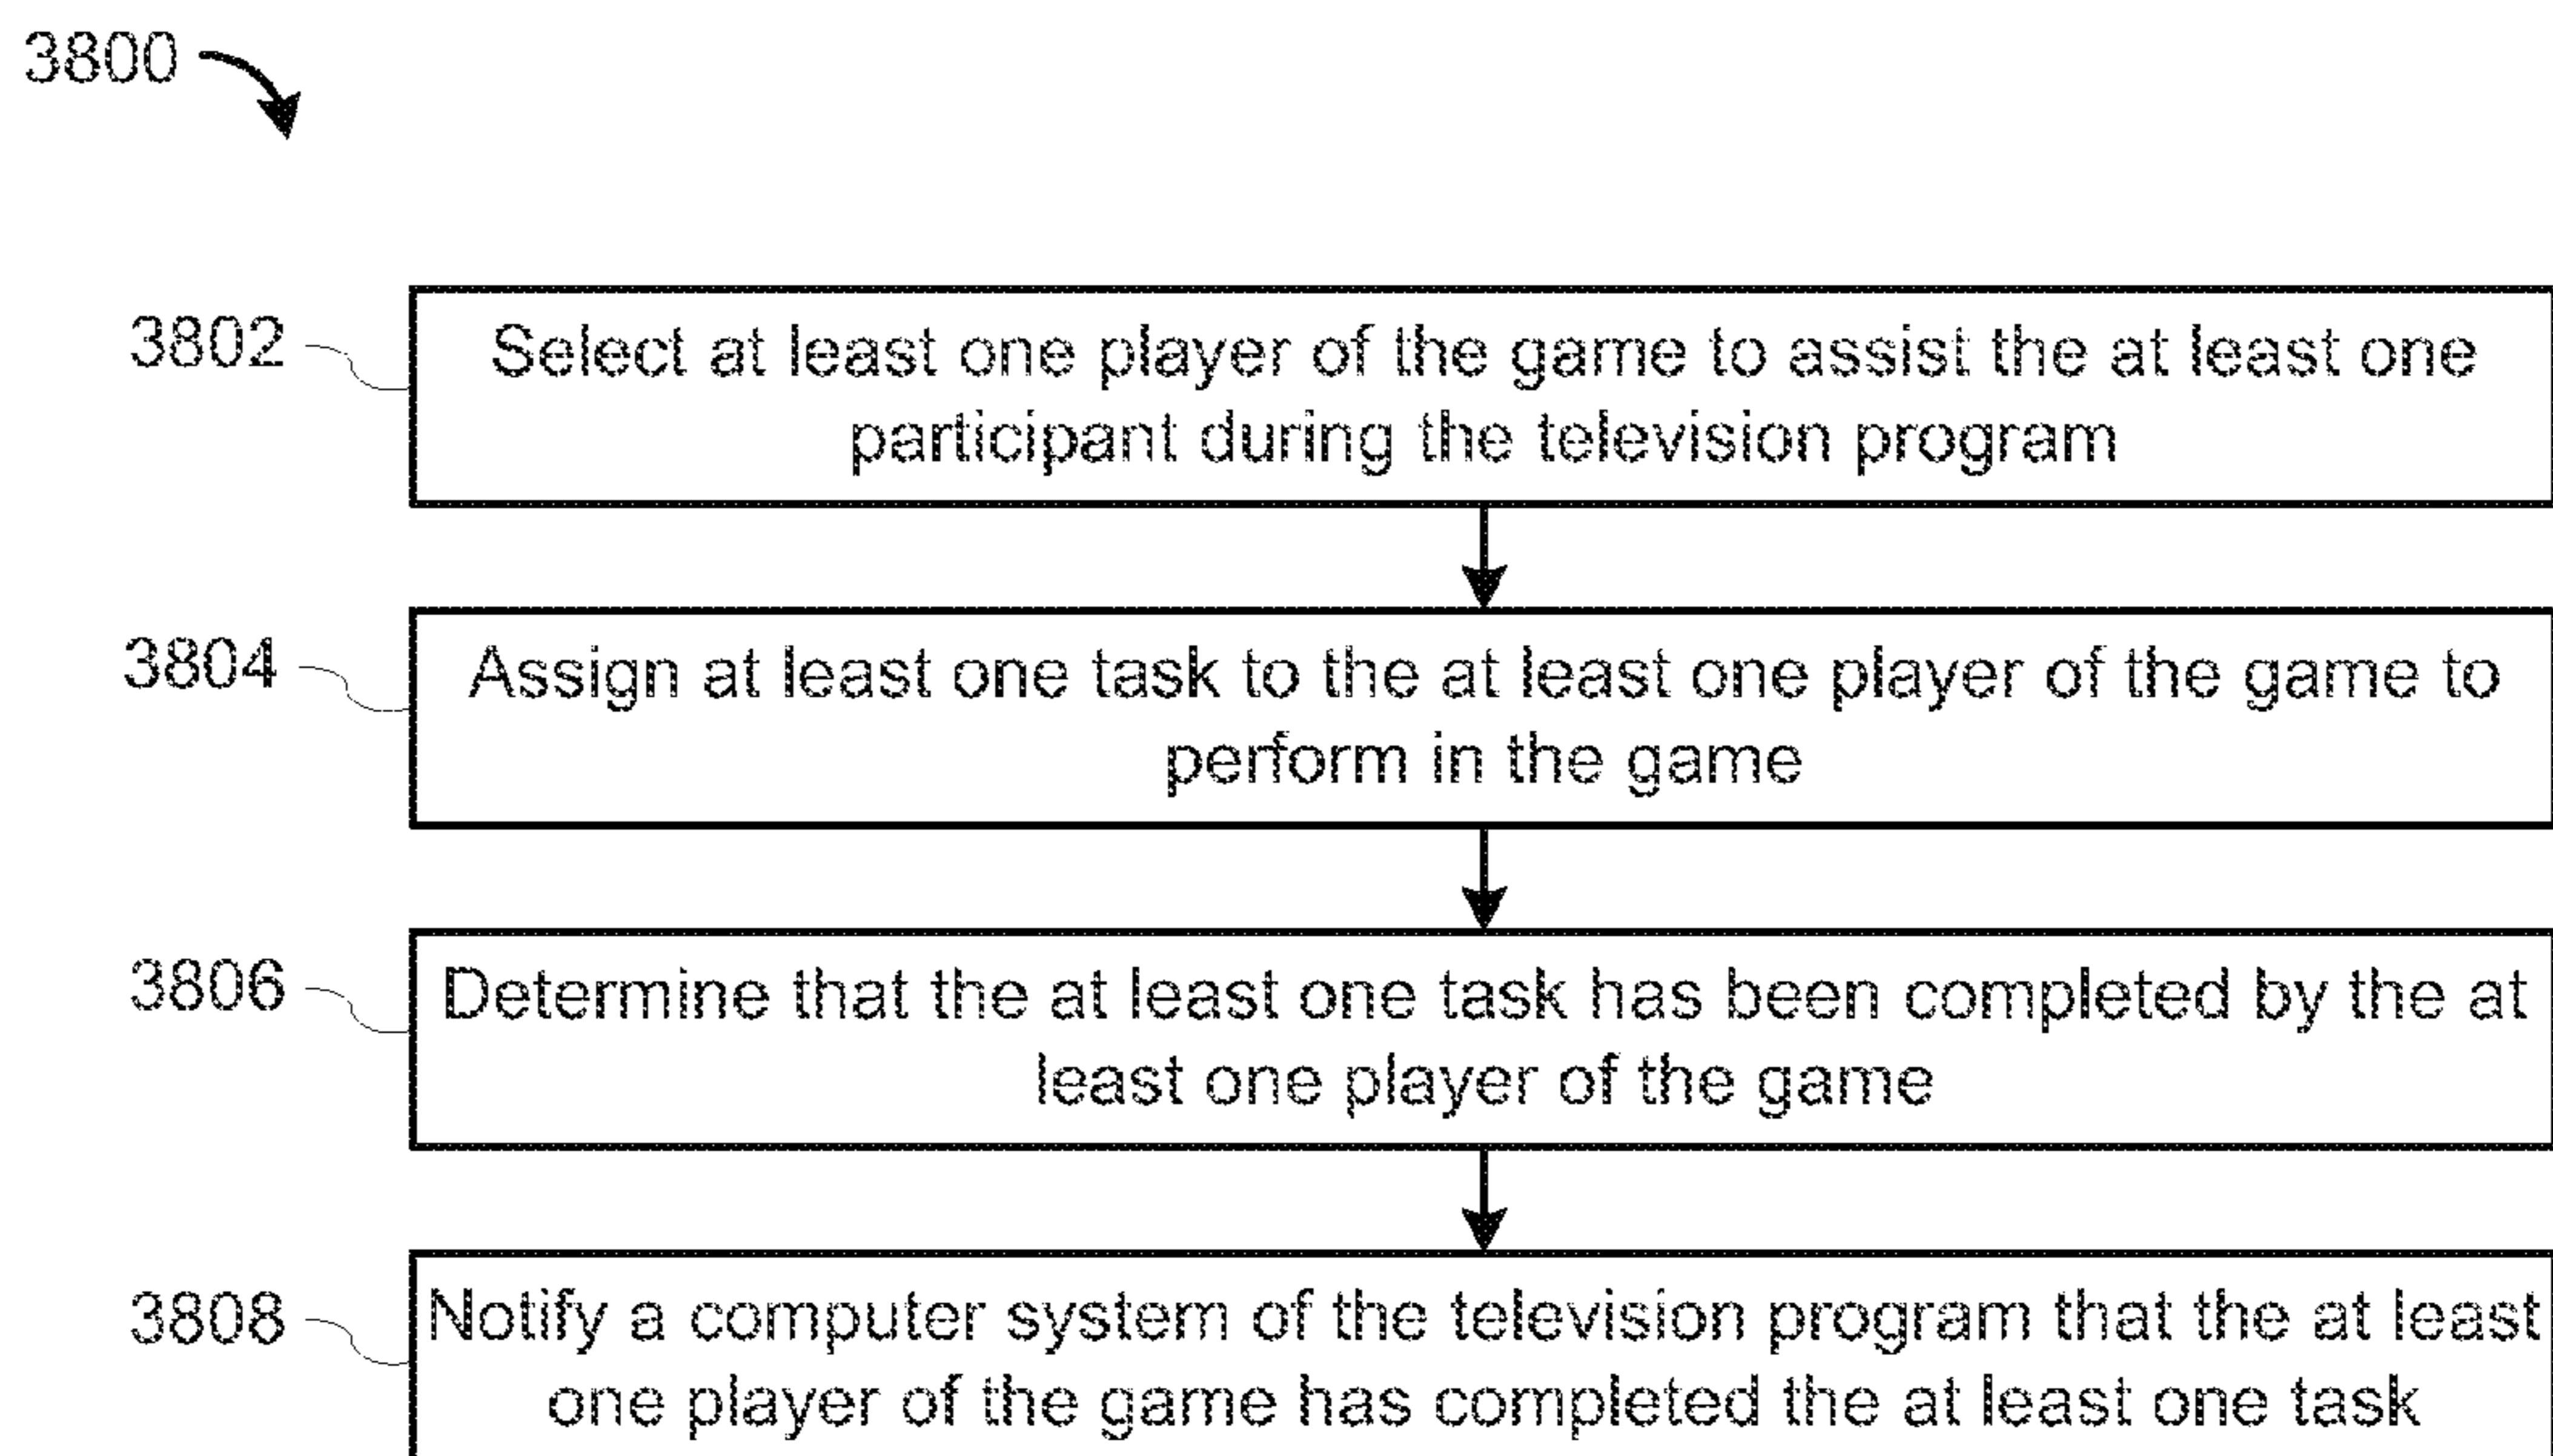 3800
3802
Select at least one player of the game to assist the at least one
participant during the television program
3804
Assign at least one task to the at least one player of the game to
perform in the game
3806
Determine that the at least one task has been completed by the at
least one player of the game
3808
Notify a computer system of the television program that the at least
one player of the game has completed the at least one task